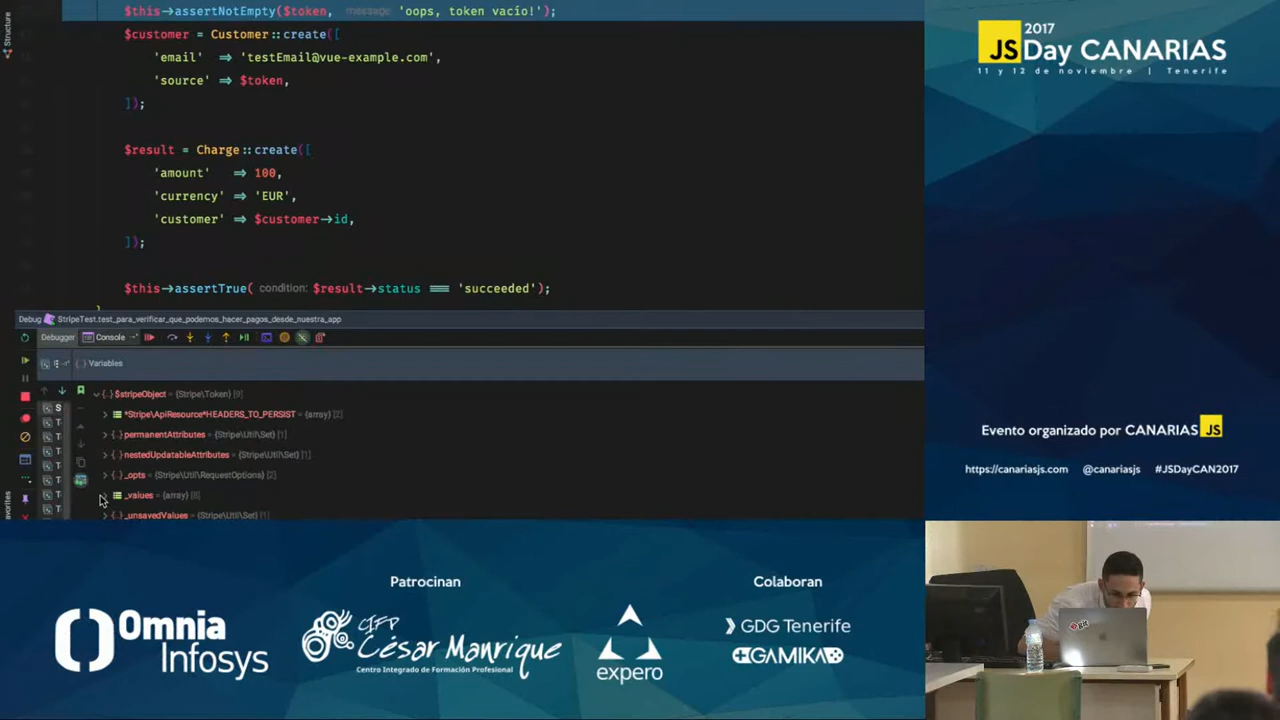 Structure
$this→assertNotEmpty($token, message: 'oops, token vacío!');
$customer = Customer::create([
'email' ⇒ 'testEmail@vue-example.com',
'source' ⇒ $token,
]);
$result = Charge::create([
'amount' ⇒ 100,
'currency' ⇒ 'EUR',
'customer' ⇒ $customer→id,
]);
$this→assertTrue( condition: $result→status === 'succeeded');
}
Debug StripeTest.test_para_verificar_que_podemos_hacer_pagos_desde_nuestra_app
Debugger Console
Variables
$stripeObject = {Stripe\Token} [9]
*Stripe\ApiResource*HEADERS_TO_PERSIST = {array} [2]
permanentAttributes = {Stripe\Util\Set} [1]
nestedUpdatableAttributes = {Stripe\Util\Set} [1]
_opts = {Stripe\Util\RequestOptions} [2]
_values = {array} [8]
_unsavedValues = {Stripe\Util\Set} [1]
2017
JS Day CANARIAS
11 y 12 de noviembre | Tenerife
Evento organizado por CANARIAS JS
https://canariasjs.com @canariasjs #JSDayCAN2017
Patrocinan
Omnia
Infosys
CIFP
César Manrique
Centro Integrado de Formación Profesional
expero
Colaboran
GDG Tenerife
GAMIKA
git